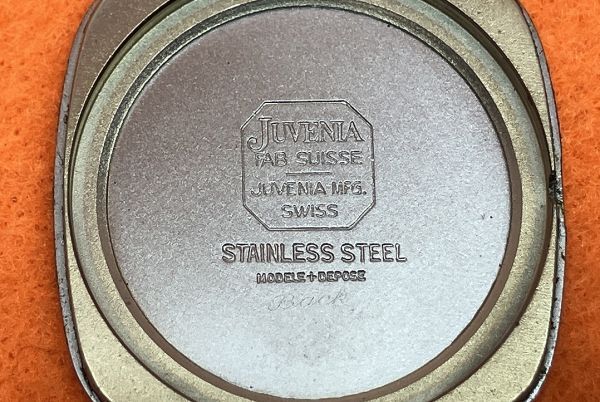 JUVENIA
FAB SUISSE
JUVENIA MFG.
SWISS
STAINLESS STEEL
MODELE + DEPOSE
Back